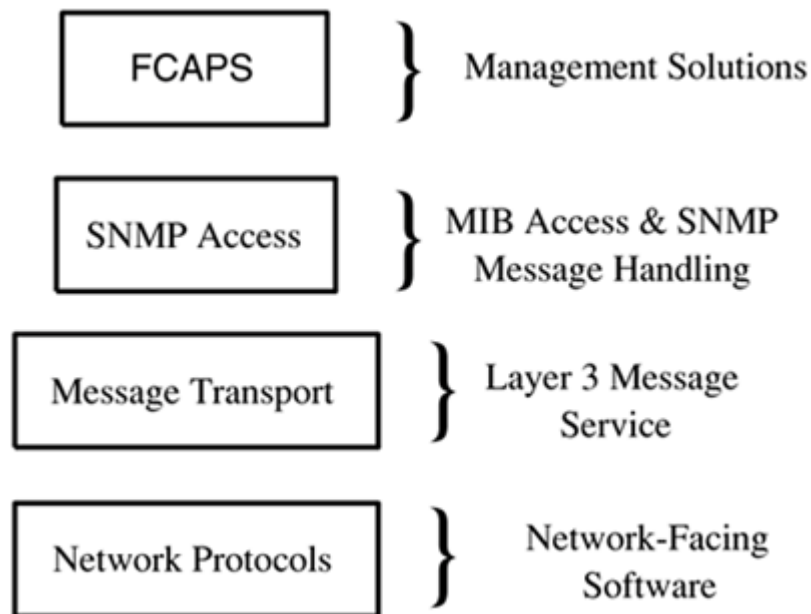 FCAPS
Management Solutions
SNMP Access
MIB Access & SNMP
Message Handling
Message Transport
Layer 3 Message
Service
Network Protocols
Network-Facing
Software